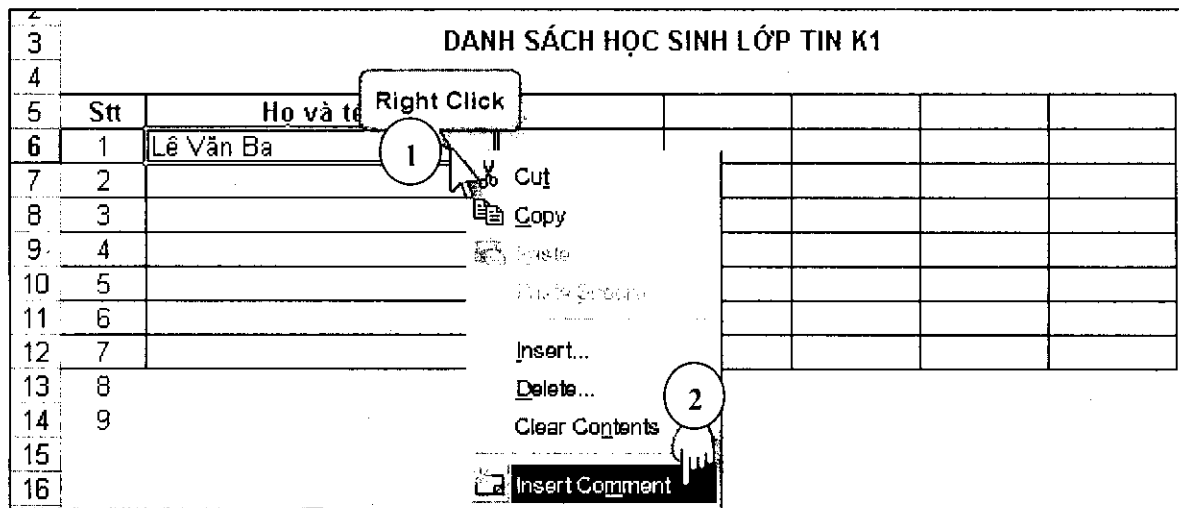 3 DANH SÁCH HỌC SINH LỚP TIN K1
4
Right Click
5 Stt Họ và
6 1 Lê Văn Ba
1
7 2 Cut
8 3 Copy
9 4 Paste
10 5
11 6
12 7 Insert...
13 8 Delete...
2
14 9 Clear Contents
15
16 Insert Comment